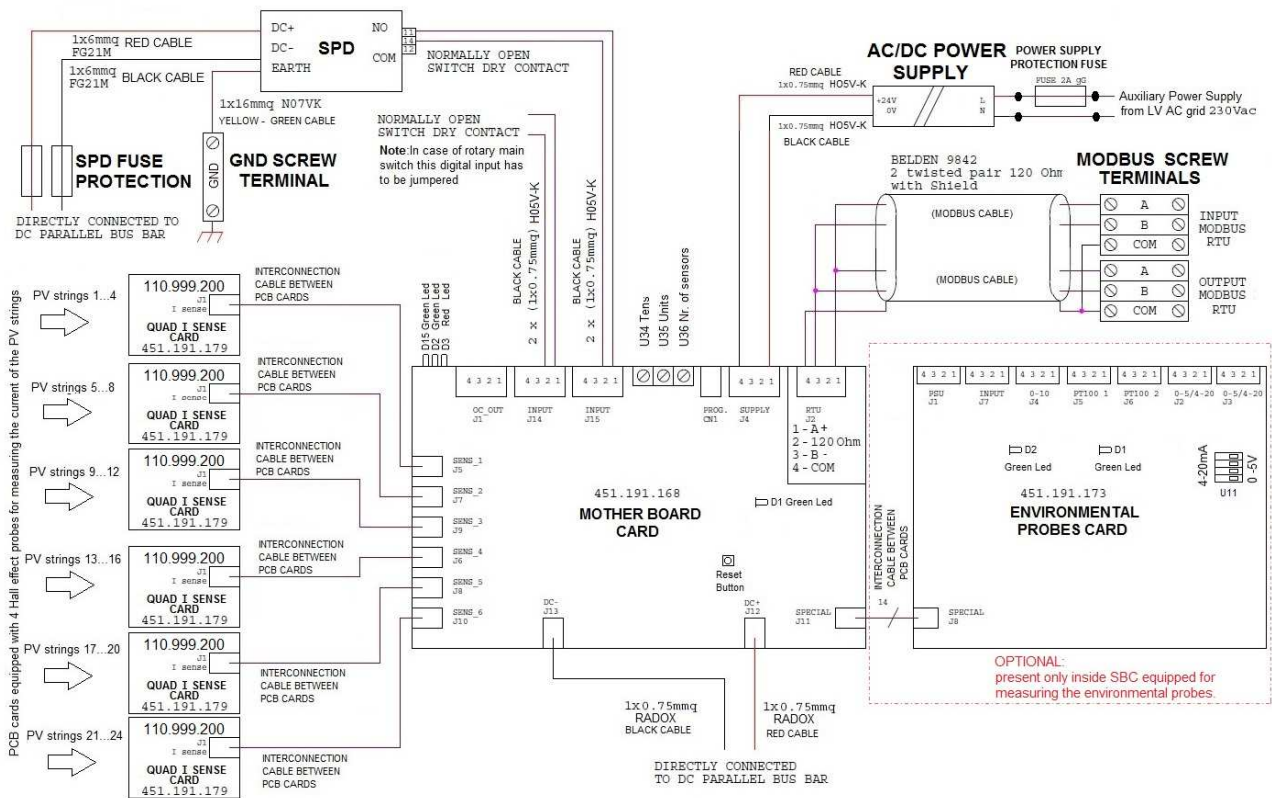 1x6mmq RED CABLE
FG21M
1x6mmq BLACK CABLE
FG21M
DC+
DC-
EARTH
SPD
NO
COM
11
14
12
NORMALLY OPEN
SWITCH DRY CONTACT
1x16mmq N07VK
YELLOW - GREEN CABLE
SPD FUSE
PROTECTION
GND
GND SCREW
TERMINAL
DIRECTLY CONNECTED TO
DC PARALLEL BUS BAR
NORMALLY OPEN
SWITCH DRY CONTACT
Note:In case of rotary main
switch this digital input has
to be jumpered
BLACK CABLE
2 x (1x0.75mmq) H05V-K
BLACK CABLE
2 x (1x0.75mmq) H05V-K
AC/DC POWER
SUPPLY
POWER SUPPLY
PROTECTION FUSE
FUSE 2A gG
RED CABLE
1x0.75mmq HO5V-K
+24V
0V
L
N
1x0.75mmq HO5V-K
BLACK CABLE
Auxiliary Power Supply
from LV AC grid 230Vac
BELDEN 9842
2 twisted pair 120 Ohm
with Shield
(MODBUS CABLE)
(MODBUS CABLE)
MODBUS SCREW
TERMINALS
A
B
COM
INPUT
MODBUS
RTU
A
B
COM
OUTPUT
MODBUS
RTU
PCB cards equipped with 4 Hall effect probes for measuring the current of the PV strings
PV strings 1...4
110.999.200
J1
I sense
QUAD I SENSE
CARD
451.191.179
INTERCONNECTION
CABLE BETWEEN
PCB CARDS
PV strings 5...8
110.999.200
J1
I sense
QUAD I SENSE
CARD
451.191.179
INTERCONNECTION
CABLE BETWEEN
PCB CARDS
PV strings 9...12
110.999.200
J1
I sense
QUAD I SENSE
CARD
451.191.179
INTERCONNECTION
CABLE BETWEEN
PCB CARDS
PV strings 13...16
110.999.200
J1
I sense
QUAD I SENSE
CARD
451.191.179
INTERCONNECTION
CABLE BETWEEN
PCB CARDS
PV strings 17...20
110.999.200
J1
I sense
QUAD I SENSE
CARD
451.191.179
INTERCONNECTION
CABLE BETWEEN
PCB CARDS
PV strings 21...24
110.999.200
J1
I sense
QUAD I SENSE
CARD
451.191.179
INTERCONNECTION
CABLE BETWEEN
PCB CARDS
D15 Green Led
D2 Green Led
D3 Red Led
U34 Tens
U35 Units
U36 Nr. of sensors
4 3 2 1
OC_OUT
J1
4 3 2 1
INPUT
J14
4 3 2 1
INPUT
J15
PROG.
CN1
4 3 2 1
SUPPLY
J4
4 3 2 1
RTU
J2
1 - A+
2 - 120 Ohm
3 - B -
4 - COM
SENS_1
J5
SENS_2
J7
SENS_3
J9
SENS_4
J6
SENS_5
J8
SENS_6
J10
451.191.168
MOTHER BOARD
CARD
D1 Green Led
Reset
Button
DC-
J13
DC+
J12
SPECIAL
J11
14
INTERCONNECTION
CABLE BETWEEN
PCB CARDS
1x0.75mmq
RADOX
BLACK CABLE
1x0.75mmq
RADOX
RED CABLE
DIRECTLY CONNECTED
TO DC PARALLEL BUS BAR
4 3 2 1
PSU
J1
4 3 2 1
INPUT
J7
4 3 2 1
0-10
J4
4 3 2 1
PT100 1
J5
4 3 2 1
PT100 2
J6
4 3 2 1
0-5/4-20
J2
4 3 2 1
0-5/4-20
J3
D2
Green Led
D1
Green Led
4-20mA
0 -5V
U11
451.191.173
ENVIRONMENTAL
PROBES CARD
SPECIAL
J8
OPTIONAL:
present only inside SBC equipped for
measuring the environmental probes.